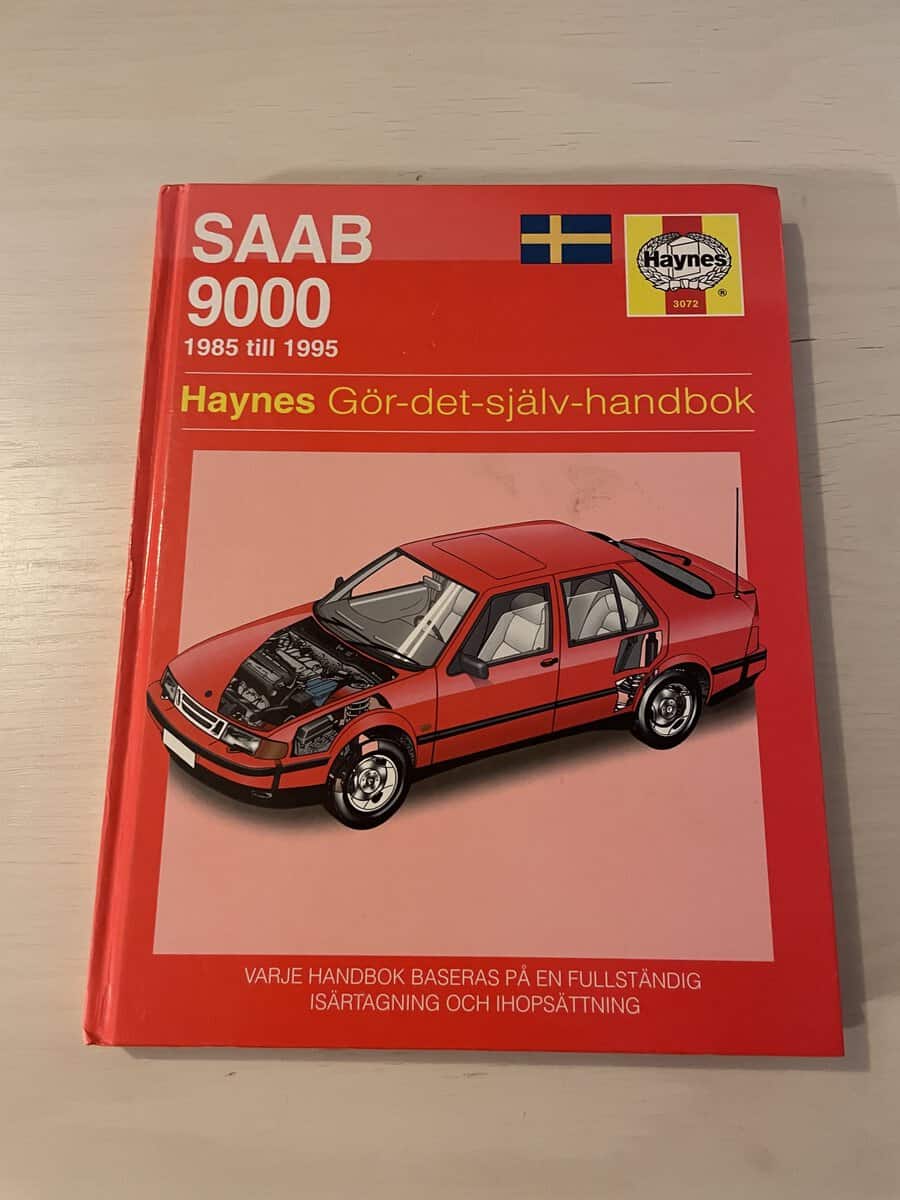 SAAB
9000
1985 till 1995
Haynes
®
3072
Haynes Gör-det-själv-handbok
VARJE HANDBOK BASERAS PÅ EN FULLSTÄNDIG
ISÄRTAGNING OCH IHOPSÄTTNING